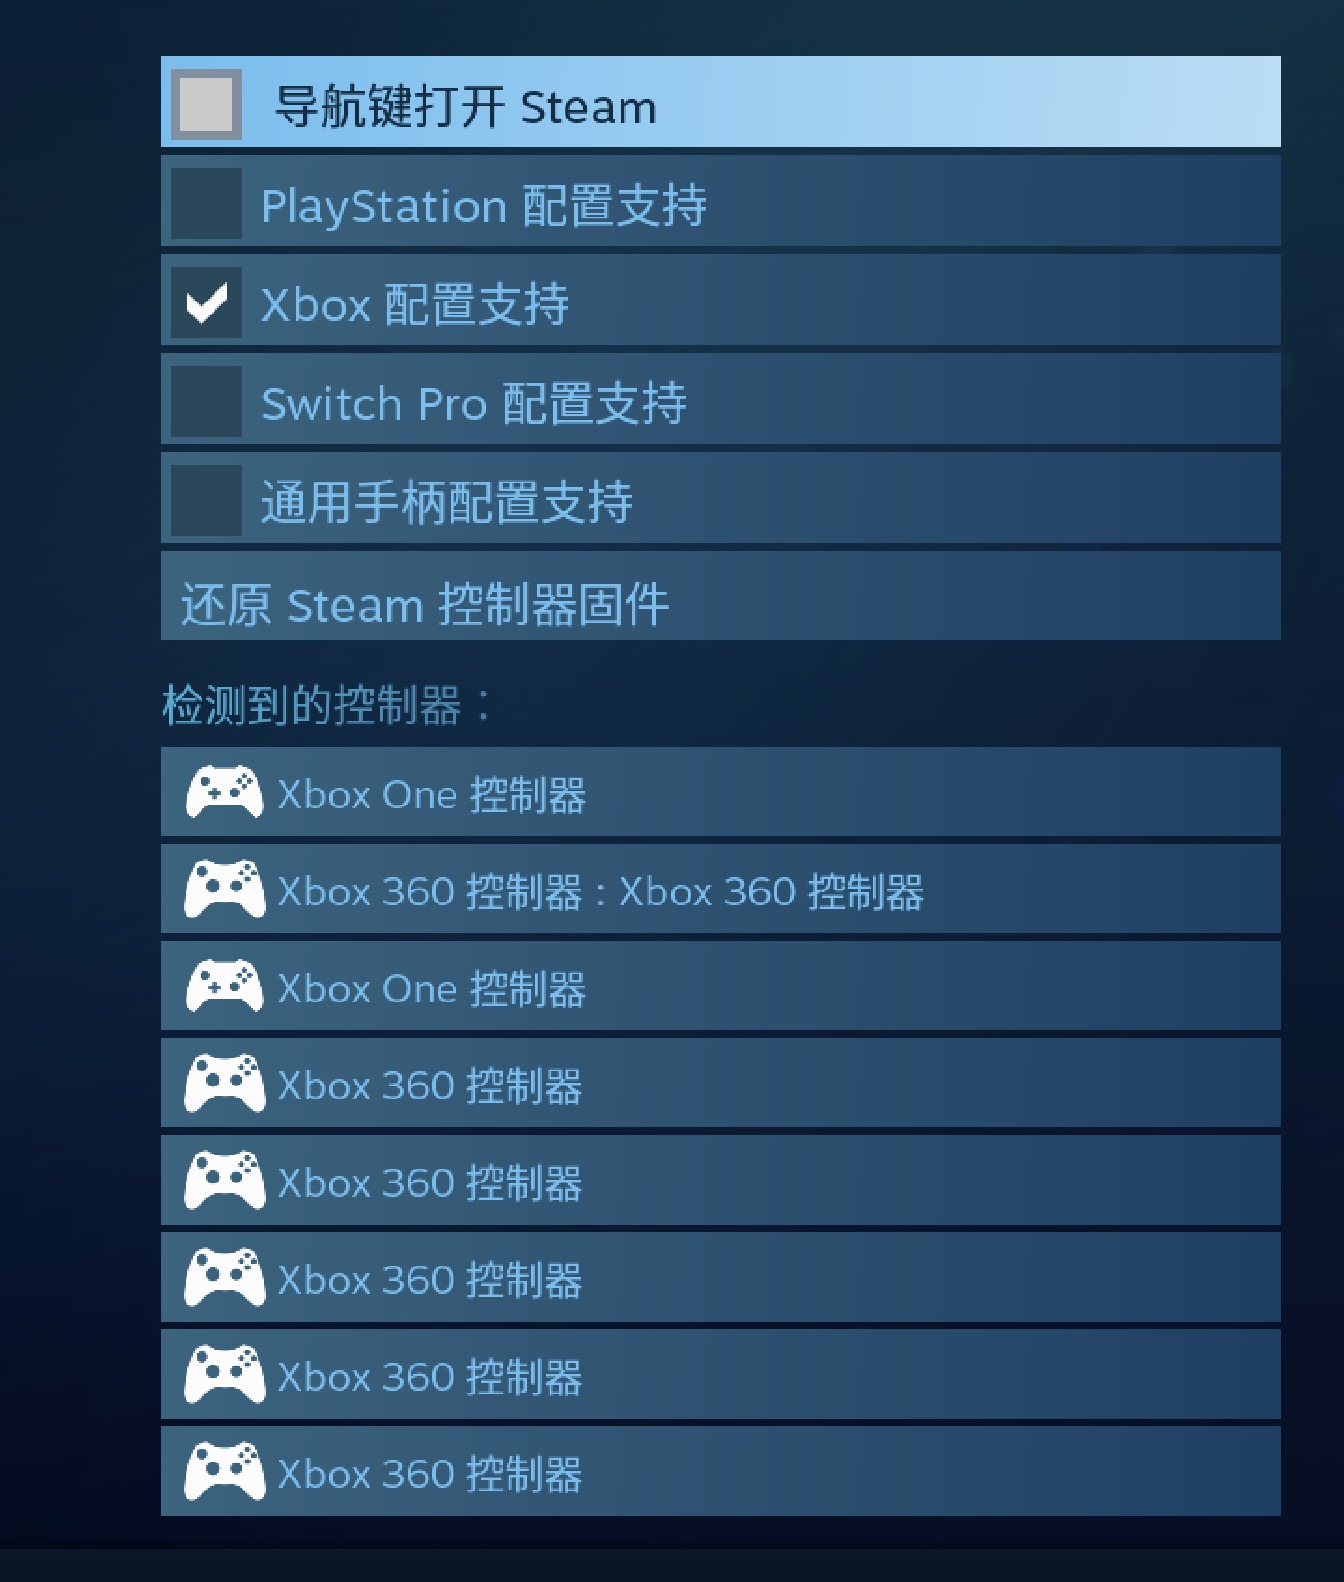 导航键打开 Steam
PlayStation 配置支持
Xbox 配置支持
Switch Pro 配置支持
通用手柄配置支持
还原 Steam 控制器固件
检测到的控制器：
Xbox One 控制器
Xbox 360 控制器：Xbox 360 控制器
Xbox One 控制器
Xbox 360 控制器
Xbox 360 控制器
Xbox 360 控制器
Xbox 360 控制器
Xbox 360 控制器